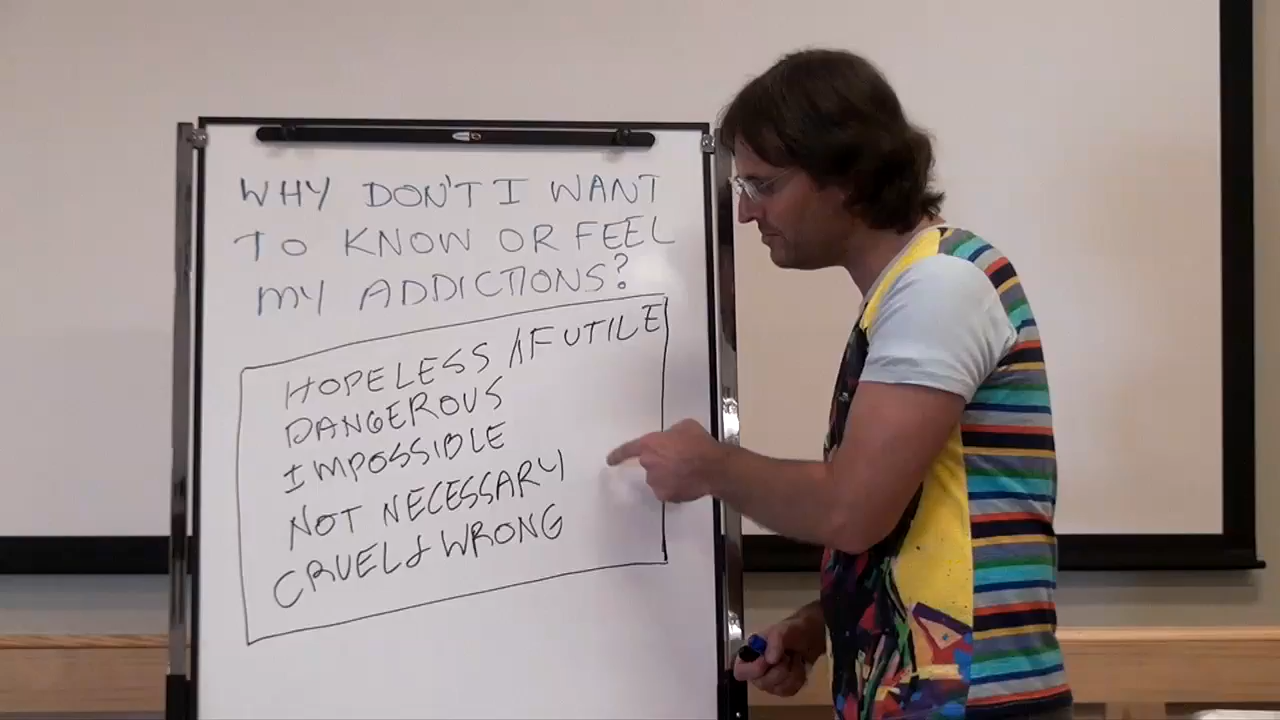 WHY DON'T I WANT
TO KNOW OR FEEL
MY ADDICTIONS?
HOPELESS / FUTILE
DANGEROUS
IMPOSSIBLE
NOT NECESSARY
CRUEL & WRONG